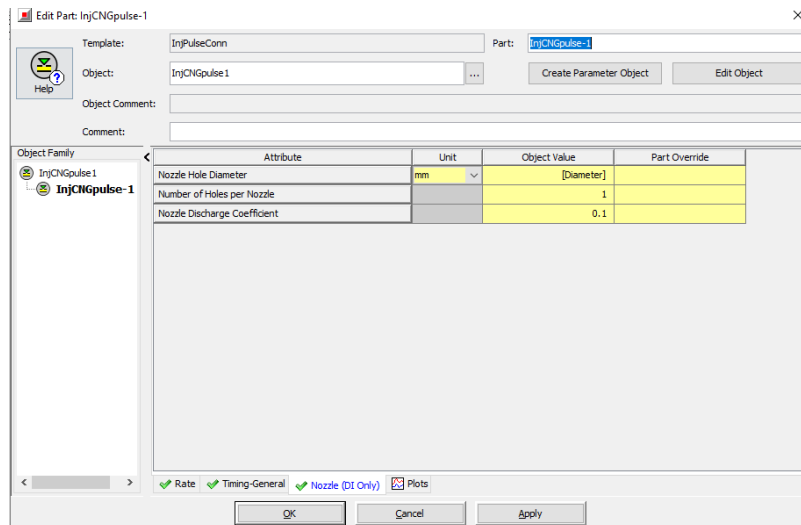 Edit Part: InjCNGpulse-1
Template: InjPulseConn Part: InjCNGpulse-1
Help
Object: InjCNGpulse1 ... Create Parameter Object Edit Object
Object Comment:
Comment:
Object Family
InjCNGpulse1
InjCNGpulse-1
Attribute Unit Object Value Part Override
Nozzle Hole Diameter mm [Diameter]
Number of Holes per Nozzle 1
Nozzle Discharge Coefficient 0.1
Rate Timing-General Nozzle (DI Only) Plots
OK Cancel Apply